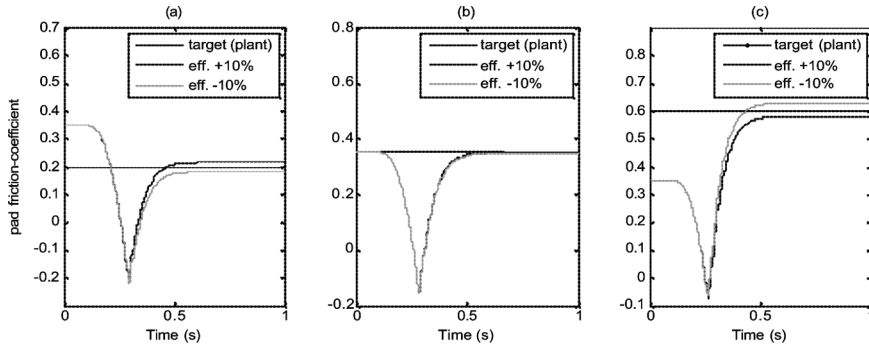 (a)
0.7
0.6
0.5
0.4
0.3
0.2
0.1
0
-0.1
-0.2
0
0.5
1
Time (s)
pad friction-coefficient
target (plant)
eff. +10%
eff. -10%
(b)
0.8
0.6
0.4
0.2
0
-0.2
0
0.5
1
Time (s)
target (plant)
eff. +10%
eff. -10%
(c)
0.9
0.8
0.7
0.6
0.5
0.4
0.3
0.2
0.1
0
-0.1
0
0.5
1
Time (s)
target (plant)
eff. +10%
eff. -10%